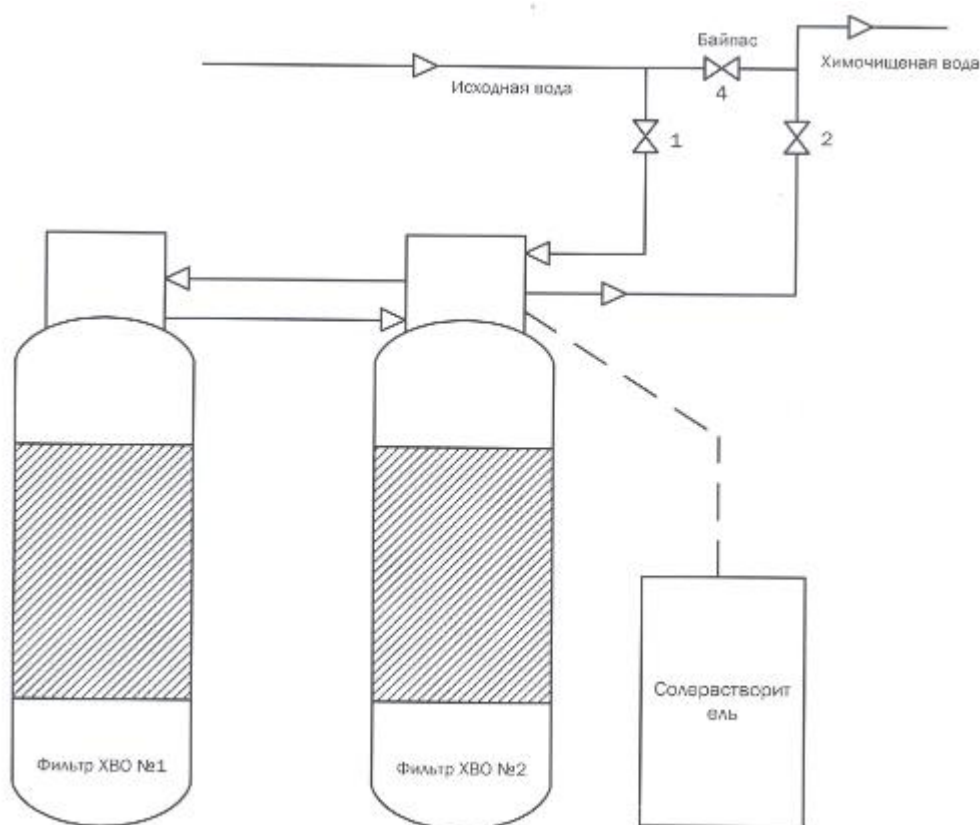 Байпас
Химочищеная вода
Исходная вода
4
1
2
Солерастворит
ель
Фильтр ХВО №1
Фильтр ХВО №2